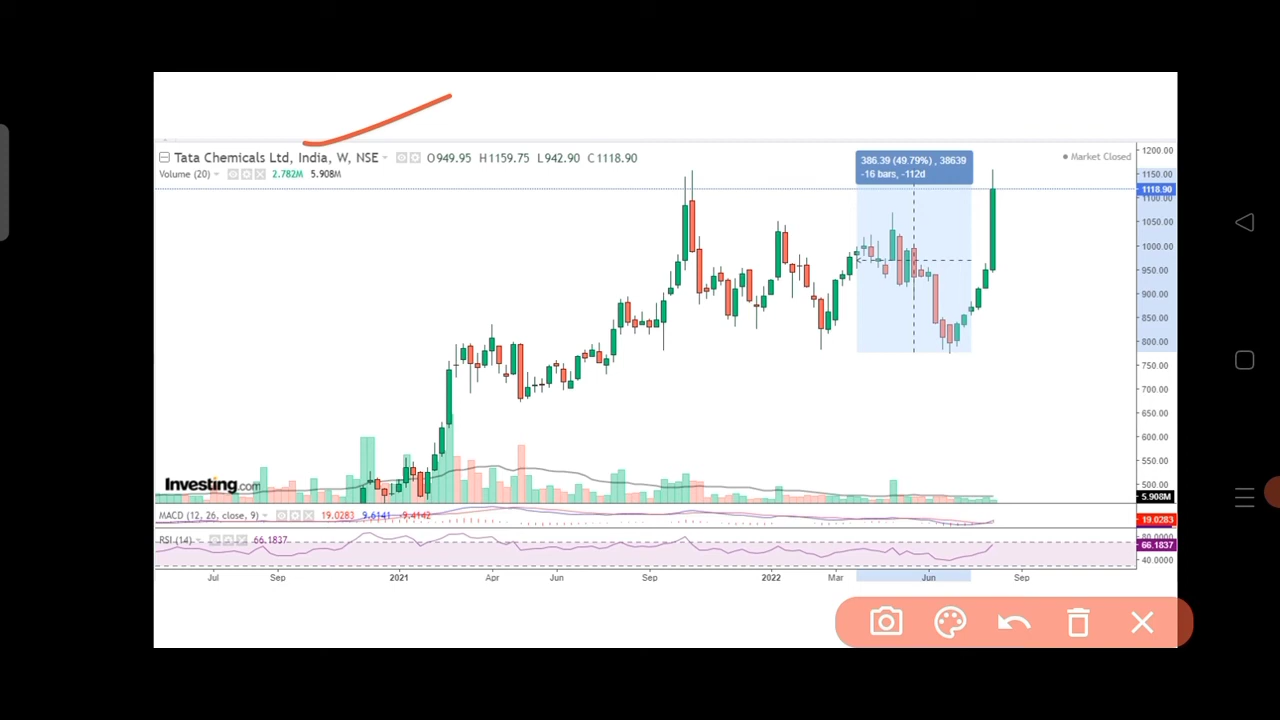 Tata Chemicals Ltd, India, W, NSE O949.95 H1159.75 L942.90 C1118.90
Volume (20) 2.782M 5.908M
386.39 (49.79%) , 38639
-16 bars, -112d
Market Closed
1200.00
1150.00
1118.90
1100.00
1050.00
1000.00
950.00
900.00
850.00
800.00
750.00
700.00
650.00
600.00
550.00
500.00
5.908M
Investing.com
MACD (12, 26, close, 9) 19.0283 9.6141 -9.4142
19.0283
RSI (14) 66.1837
80.0000
66.1837
40.0000
Jul Sep 2021 Apr Jun Sep 2022 Mar Jun Sep